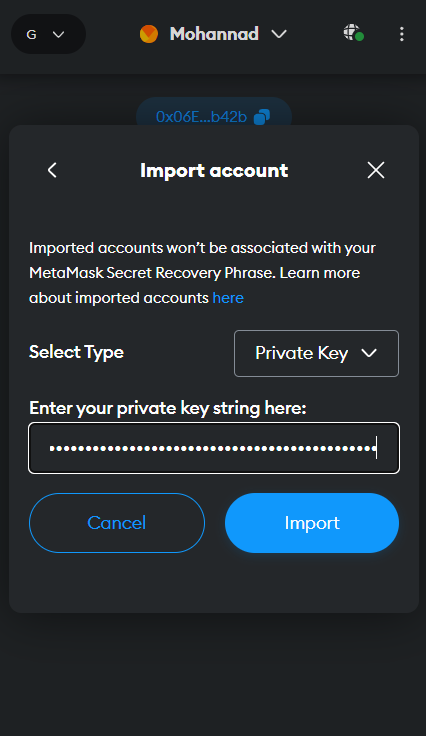 G
Mohannad
0x06E...b42b
Import account
Imported accounts won't be associated with your
MetaMask Secret Recovery Phrase. Learn more
about imported accounts here
Select Type
Private Key
Enter your private key string here:
Cancel
Import